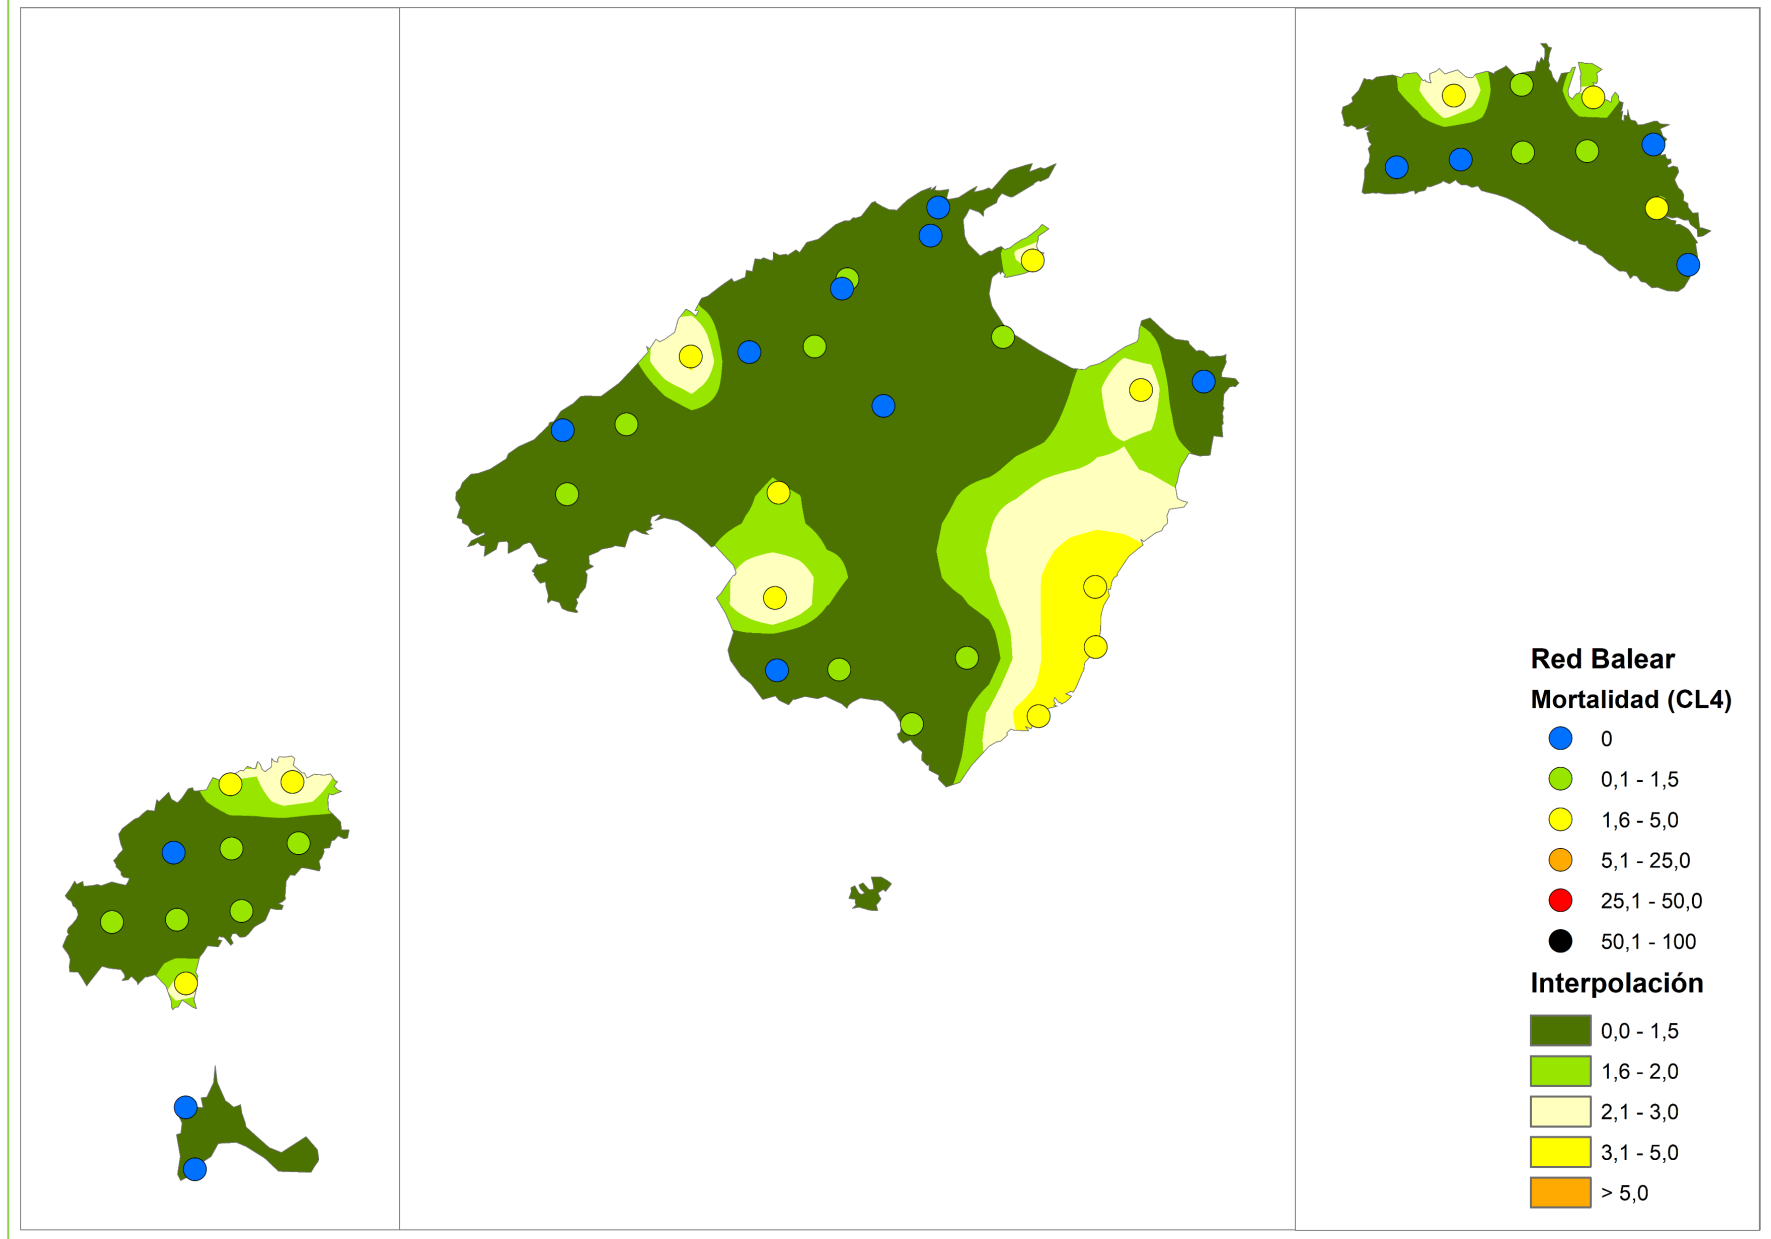 Red Balear
Mortalidad (CL4)
0
0,1 - 1,5
1,6 - 5,0
5,1 - 25,0
25,1 - 50,0
50,1 - 100
Interpolación
0,0 - 1,5
1,6 - 2,0
2,1 - 3,0
3,1 - 5,0
> 5,0